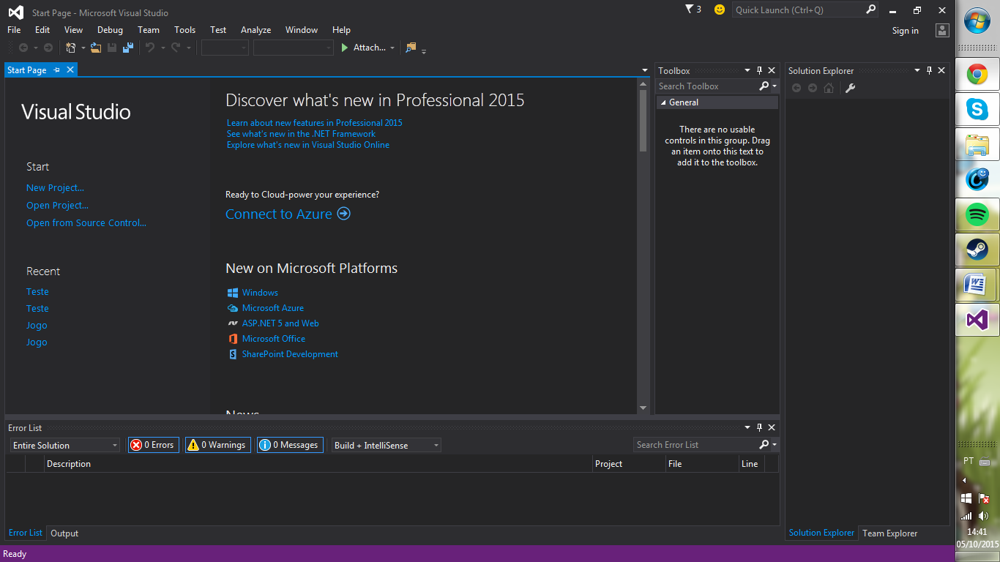 Start Page - Microsoft Visual Studio
3
Quick Launch (Ctrl+Q)
File Edit View Debug Team Tools Test Analyze Window Help
Sign in
Attach...
Start Page
Visual Studio
Start
New Project...
Open Project...
Open from Source Control...
Recent
Teste
Teste
Jogo
Jogo
Discover what's new in Professional 2015
Learn about new features in Professional 2015
See what's new in the .NET Framework
Explore what's new in Visual Studio Online
Ready to Cloud-power your experience?
Connect to Azure
New on Microsoft Platforms
Windows
Microsoft Azure
ASP.NET 5 and Web
Microsoft Office
SharePoint Development
News
Toolbox
Search Toolbox
General
There are no usable
controls in this group. Drag
an item onto this text to
add it to the toolbox.
Solution Explorer
Error List
Entire Solution 0 Errors 0 Warnings 0 Messages Build + IntelliSense Search Error List
Description Project File Line
Error List Output
Solution Explorer Team Explorer
Ready
PT
14:41
05/10/2015